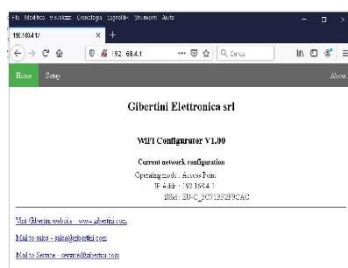 File Modifica Visualizza Cronologia Segnalibri Strumenti Aiuto
192.168.4.1/
192.168.4.1
Cerca
Home Setup About
Gibertini Elettronica srl
WiFi Configurator V1.00
Current network configuration
Operating mode : Access Point
IP Addr : 192.168.4.1
SSid :
Visit Gibertini website - www.gibertini.com
Mail to sales - sales@gibertini.com
Mail to Service - service@gibertini.com